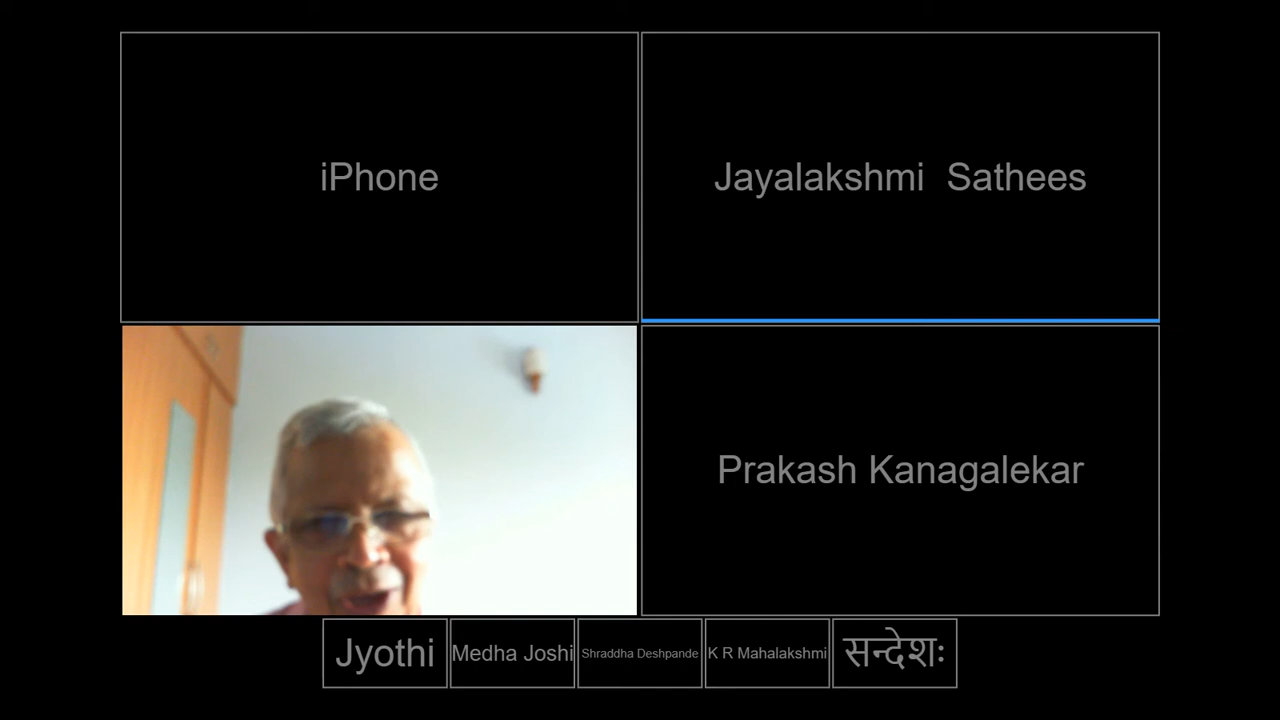 iPhone
Jayalakshmi Sathees
Prakash Kanagalekar
Jyothi
Medha Joshi
Shraddha Deshpande
K R Mahalakshmi
सन्देशः